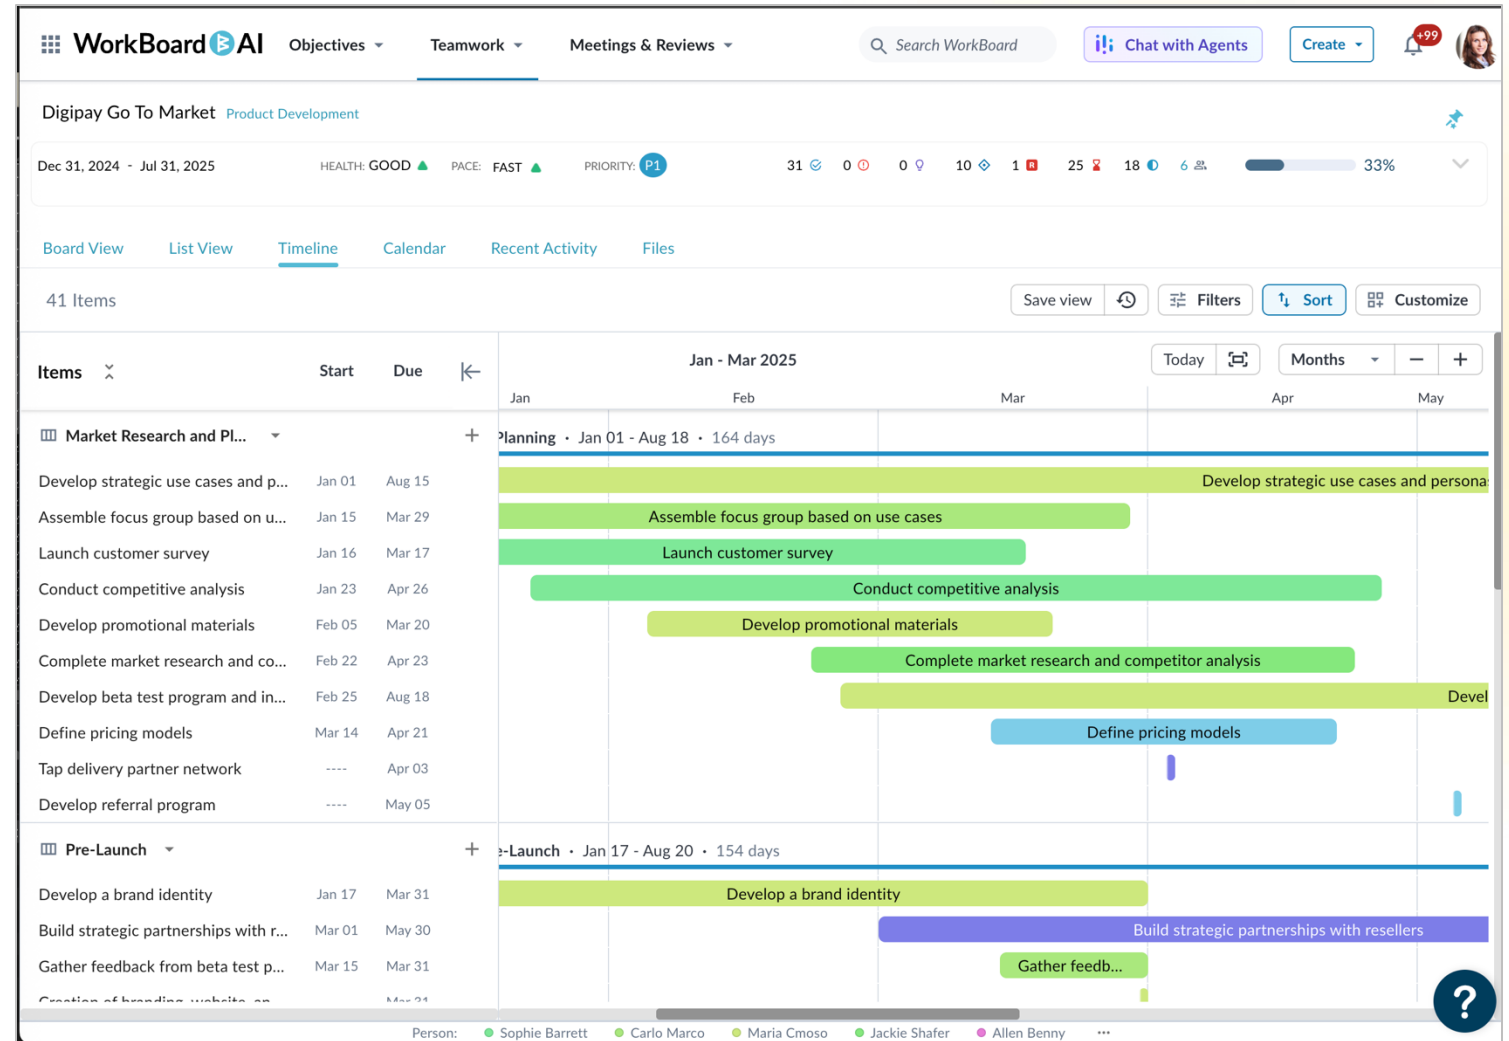 WorkBoard AI Objectives Teamwork Meetings & Reviews Search WorkBoard Chat with Agents Create +99
Digipay Go To Market Product Development
Dec 31, 2024 - Jul 31, 2025 HEALTH: GOOD PACE: FAST PRIORITY: P1 31 0 0 10 1 R 25 18 6 33%
Board View List View Timeline Calendar Recent Activity Files
41 Items Save view Filters Sort Customize
Items Start Due Jan - Mar 2025 Today Months
Jan Feb Mar Apr May
Market Research and Pl... Planning • Jan 01 - Aug 18 • 164 days
Develop strategic use cases and p... Jan 01 Aug 15 Develop strategic use cases and personas
Assemble focus group based on u... Jan 15 Mar 29 Assemble focus group based on use cases
Launch customer survey Jan 16 Mar 17 Launch customer survey
Conduct competitive analysis Jan 23 Apr 26 Conduct competitive analysis
Develop promotional materials Feb 05 Mar 20 Develop promotional materials
Complete market research and co... Feb 22 Apr 23 Complete market research and competitor analysis
Develop beta test program and in... Feb 25 Aug 18 Devel
Define pricing models Mar 14 Apr 21 Define pricing models
Tap delivery partner network ---- Apr 03
Develop referral program ---- May 05
Pre-Launch e-Launch • Jan 17 - Aug 20 • 154 days
Develop a brand identity Jan 17 Mar 31 Develop a brand identity
Build strategic partnerships with r... Mar 01 May 30 Build strategic partnerships with resellers
Gather feedback from beta test p... Mar 15 Mar 31 Gather feedb...
Creation of branding, website, an... Mar 31
Person: Sophie Barrett Carlo Marco Maria Cmoso Jackie Shafer Allen Benny ...
?